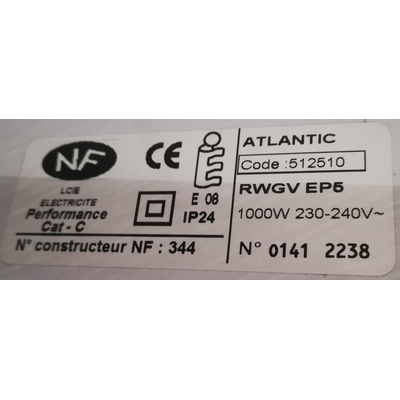 NF
LCIE
ELECTRICITE
Performance
Cat - C
CE
E 08
IP24
N° constructeur NF : 344
ATLANTIC
Code :512510
RWGV EP5
1000W 230-240V~
N° 0141 2238